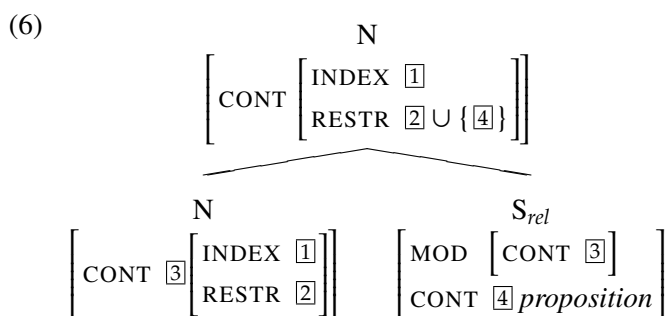 (6)
N
[CONT [INDEX [1]
RESTR [2] ∪ {[4]}]]
N
[CONT [3] [INDEX [1]
RESTR [2]]]
S_rel
[MOD [CONT [3]]
CONT [4] proposition]